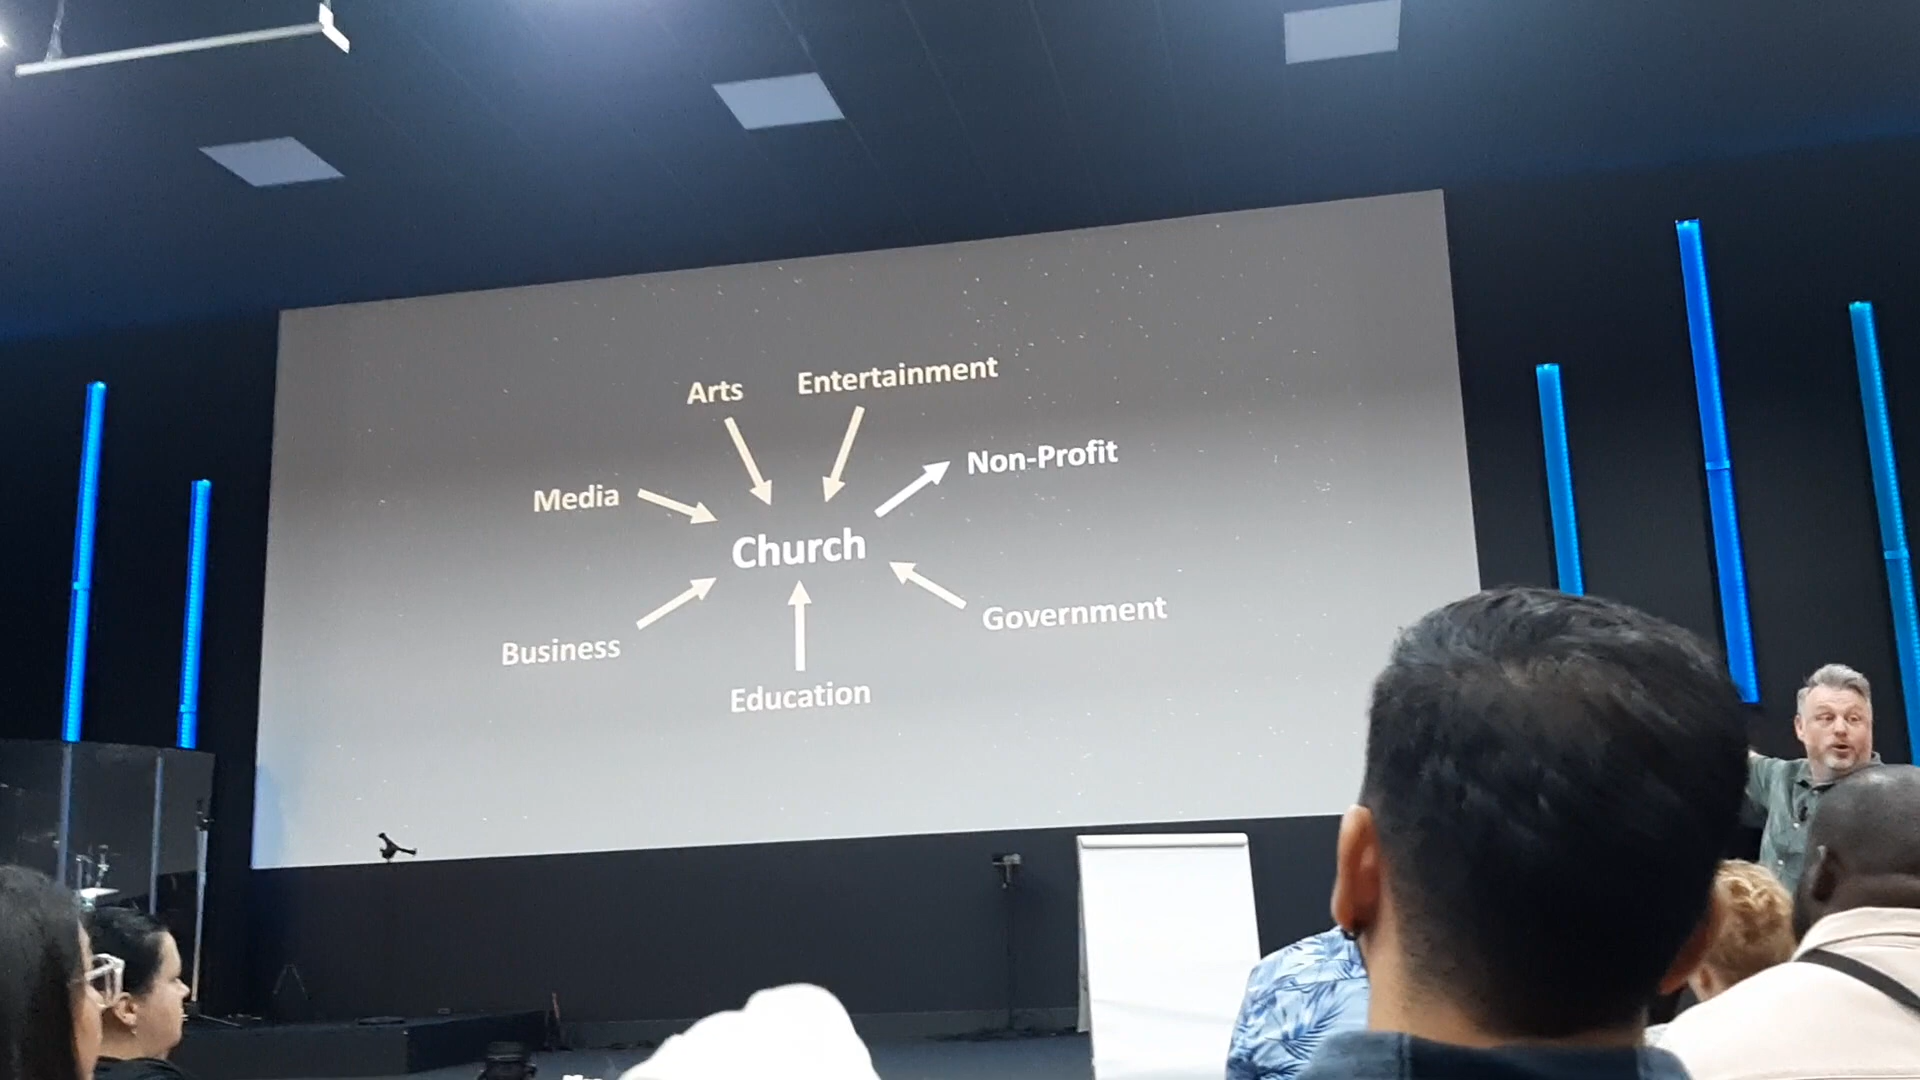 Arts
Entertainment
Non-Profit
Media
Church
Government
Business
Education